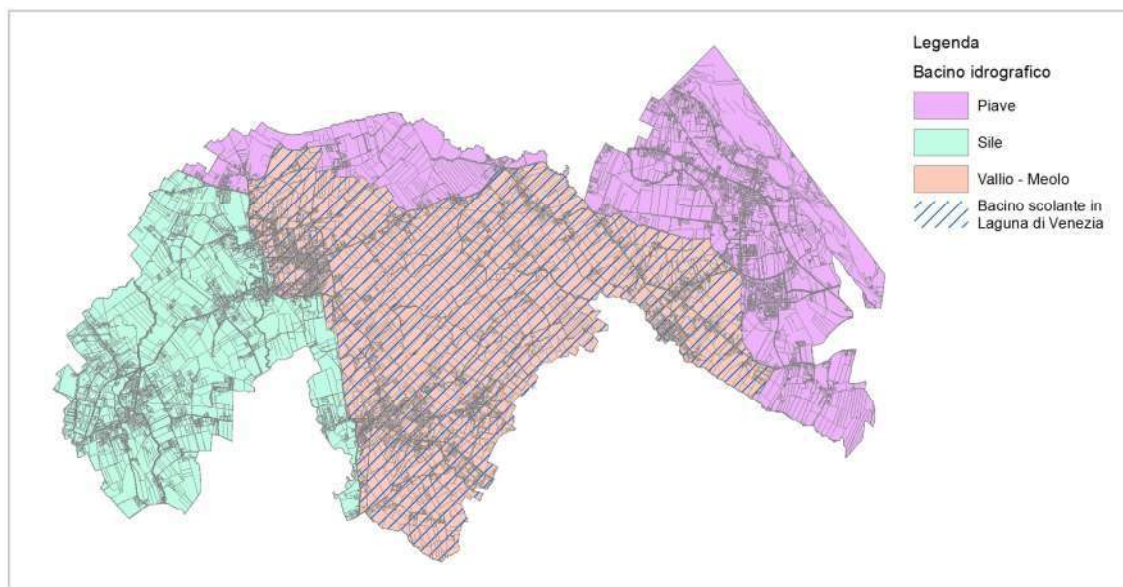 Legenda
Bacino idrografico
Piave
Sile
Vallio - Meolo
Bacino scolante in
Laguna di Venezia